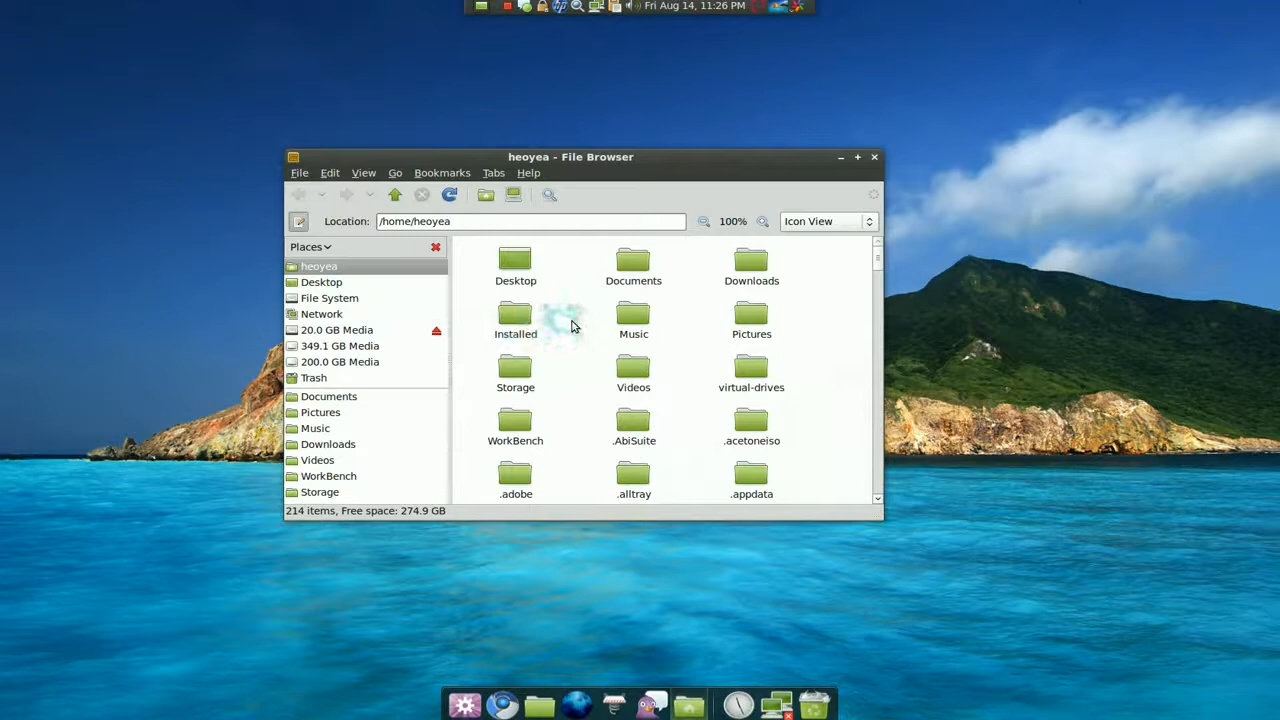 Fri Aug 14, 11:26 PM
heoyea - File Browser
File Edit View Go Bookmarks Tabs Help
Location: /home/heoyea 100% Icon View
Places
heoyea
Desktop
File System
Network
20.0 GB Media
349.1 GB Media
200.0 GB Media
Trash
Documents
Pictures
Music
Downloads
Videos
WorkBench
Storage
Desktop Documents Downloads
Installed Music Pictures
Storage Videos virtual-drives
WorkBench .AbiSuite .acetoneiso
.adobe .alltray .appdata
214 items, Free space: 274.9 GB